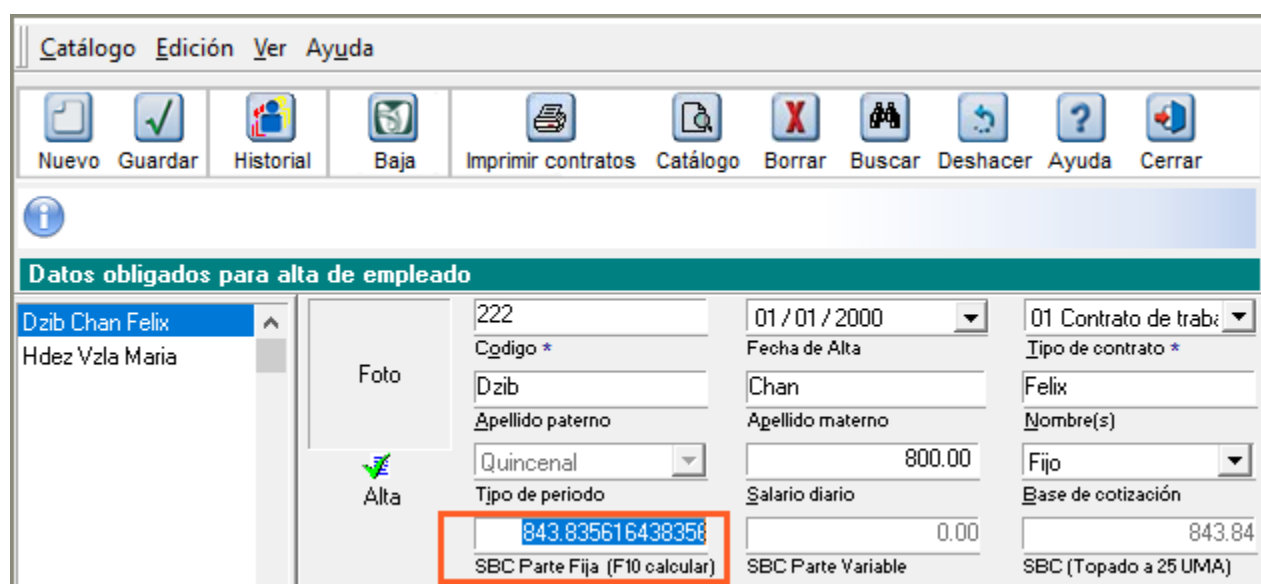 Catálogo Edición Ver Ayuda
Nuevo Guardar Historial Baja Imprimir contratos Catálogo Borrar Buscar Deshacer Ayuda Cerrar
Datos obligados para alta de empleado
Dzib Chan Felix
Hdez Vzla Maria
Foto
Alta
222 01/01/2000 01 Contrato de traba
Codigo * Fecha de Alta Tipo de contrato *
Dzib Chan Felix
Apellido paterno Apellido materno Nombre(s)
Quincenal 800.00 Fijo
Tipo de periodo Salario diario Base de cotización
843.835616438356 0.00 843.84
SBC Parte Fija (F10 calcular) SBC Parte Variable SBC (Topado a 25 UMA)